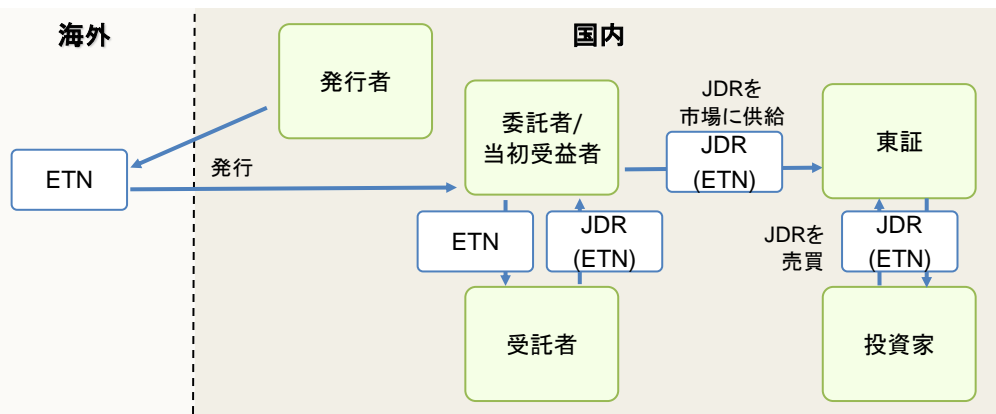 海外
国内
発行者
JDRを
市場に供給
委託者/
当初受益者
東証
JDR
(ETN)
ETN
発行
ETN
JDR
(ETN)
JDRを
売買
JDR
(ETN)
受託者
投資家